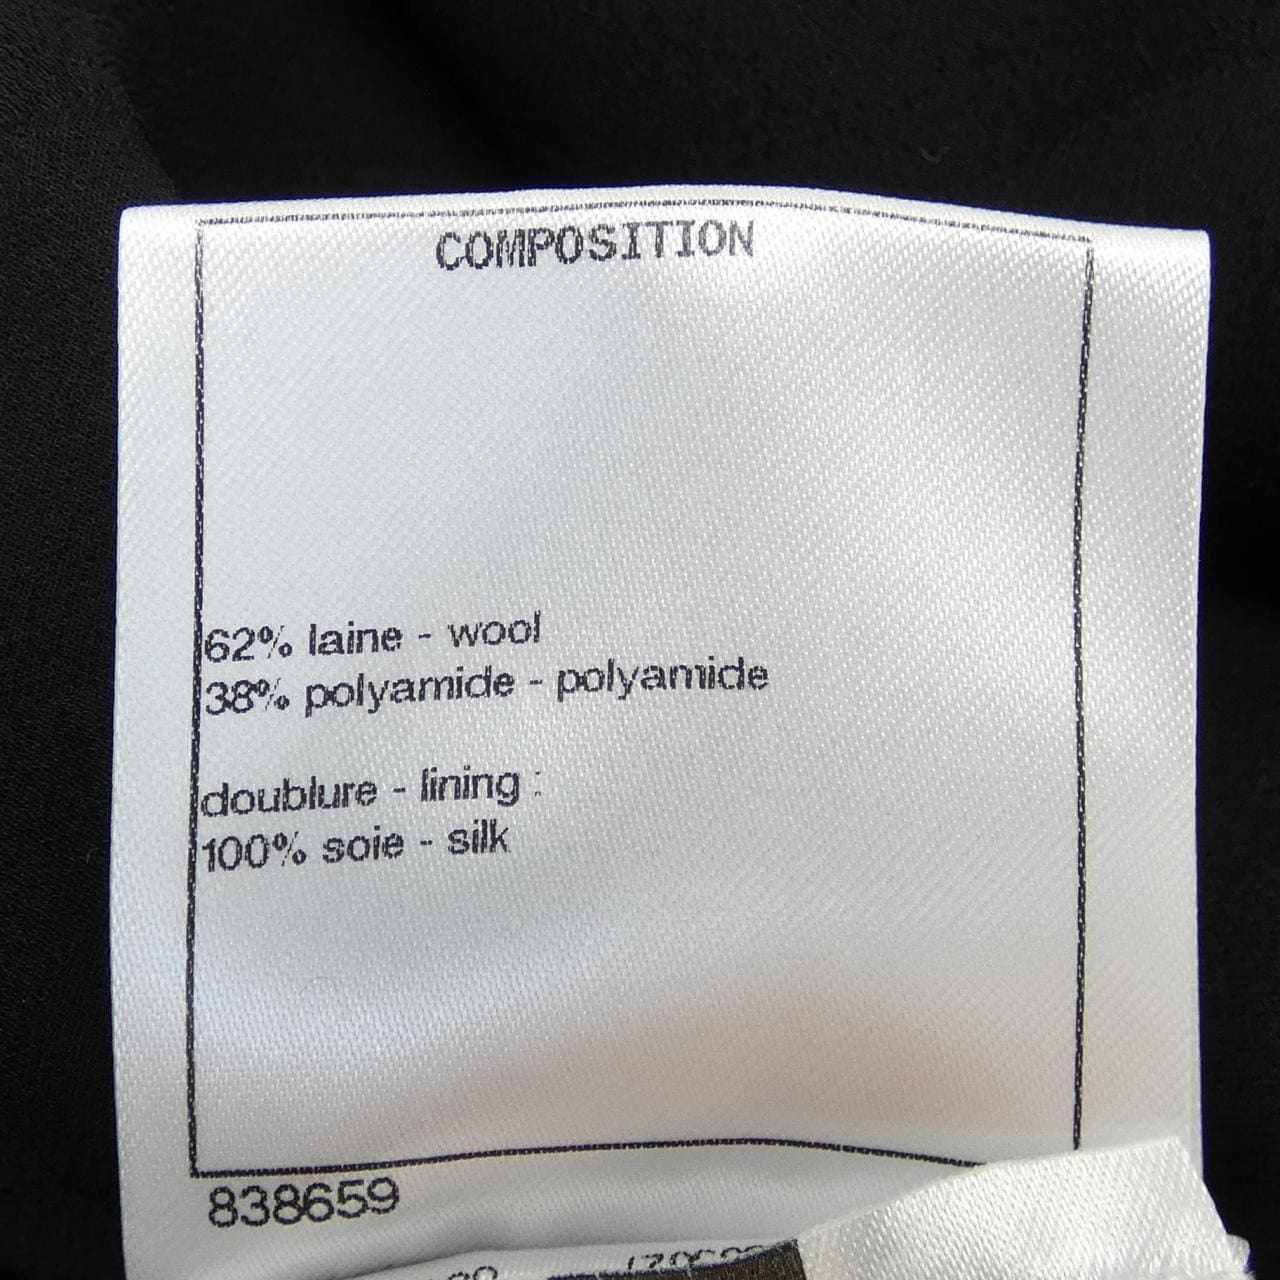 COMPOSITION
62% laine - wool
38% polyamide - polyamide
doublure - lining :
100% soie - silk
838659